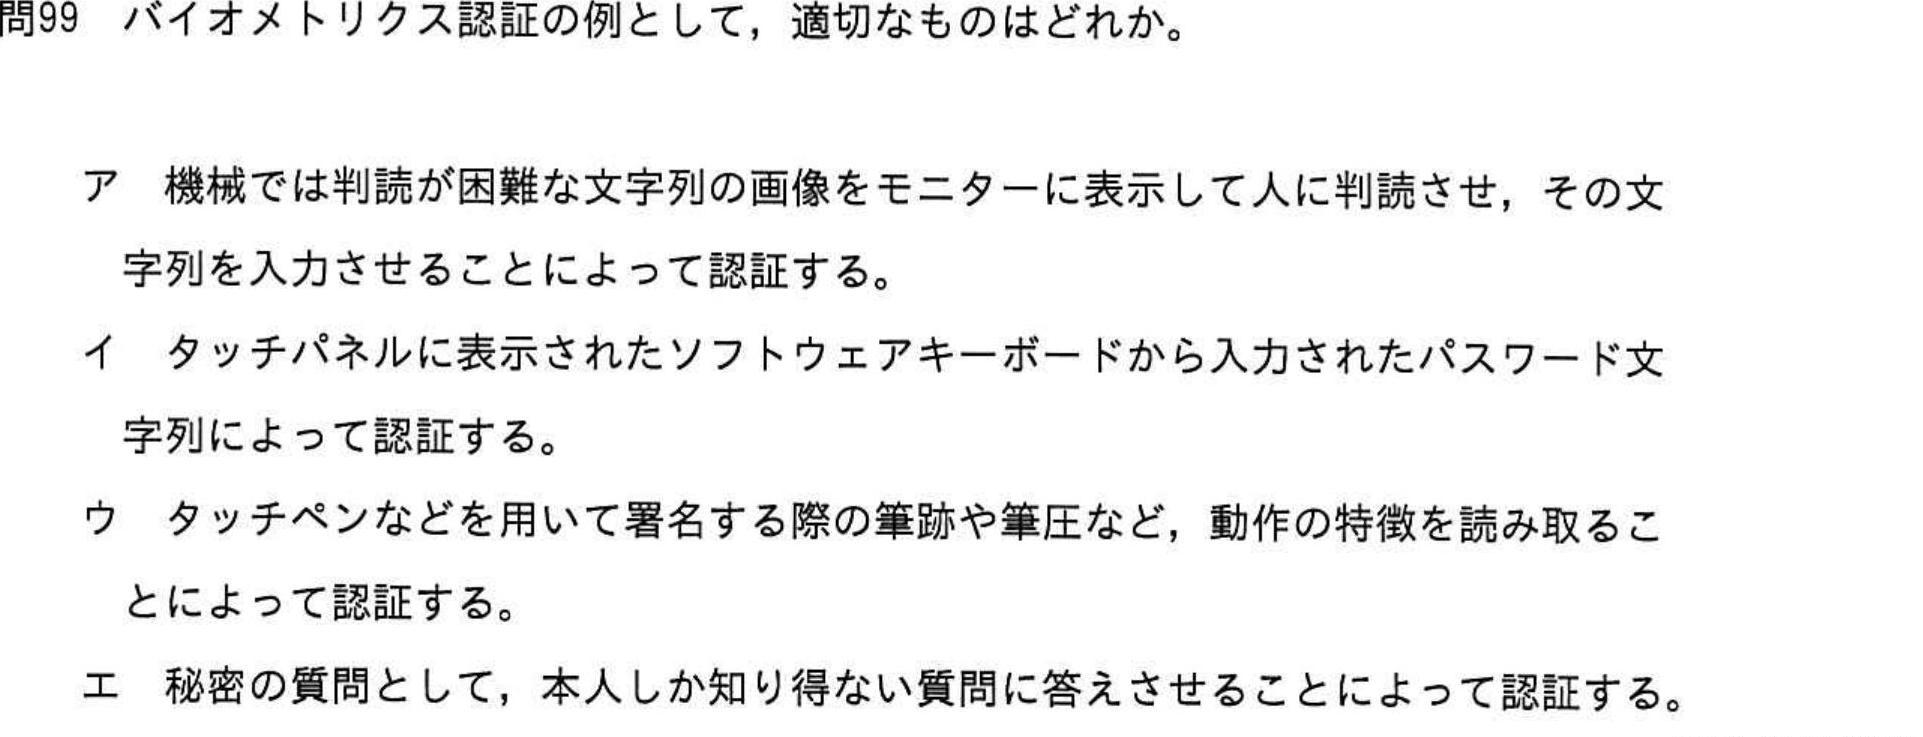 問99　バイオメトリクス認証の例として，適切なものはどれか。
ア　機械では判読が困難な文字列の画像をモニターに表示して人に判読させ，その文
字列を入力させることによって認証する。
イ　タッチパネルに表示されたソフトウェアキーボードから入力されたパスワード文
字列によって認証する。
ウ　タッチペンなどを用いて署名する際の筆跡や筆圧など，動作の特徴を読み取るこ
とによって認証する。
エ　秘密の質問として，本人しか知り得ない質問に答えさせることによって認証する。